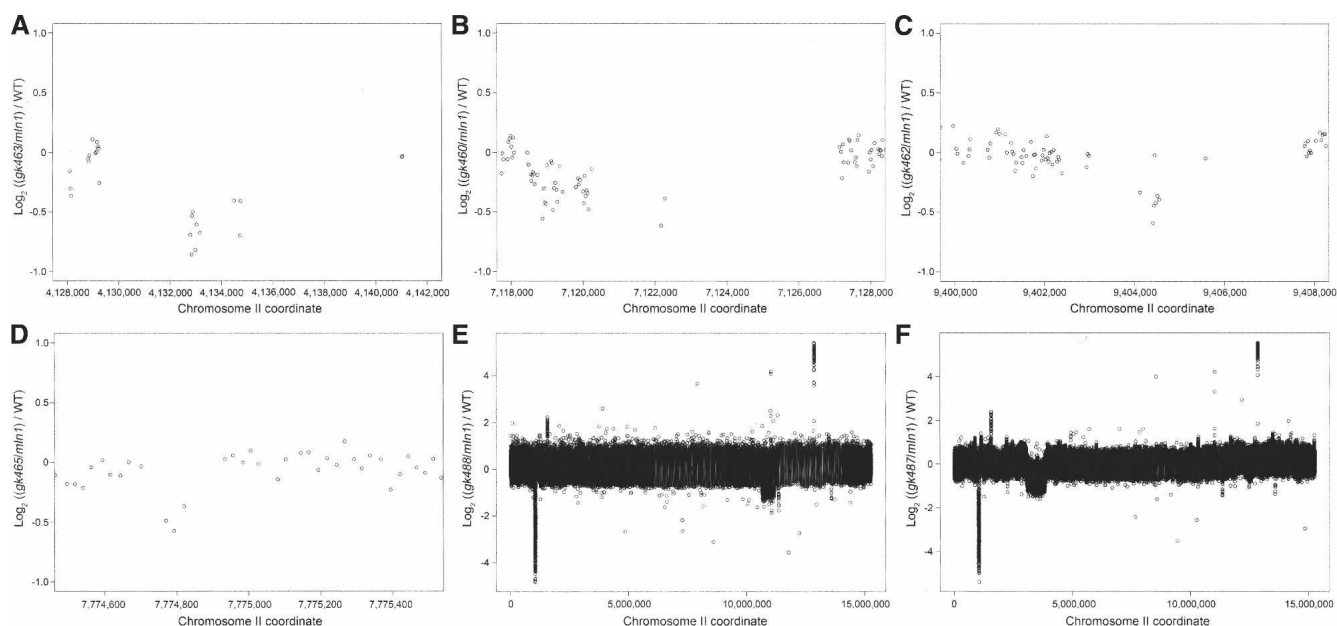 A
1.0
0.5
0
-0.5
-1.0
Log2 ((gk463/mIn1) / WT)
4,128,000 4,130,000 4,132,000 4,134,000 4,136,000 4,138,000 4,140,000 4,142,000
Chromosome II coordinate
B
1.0
0.5
0
-0.5
-1.0
Log2 ((gk460/mIn1) / WT)
7,118,000 7,120,000 7,122,000 7,124,000 7,126,000 7,128,000
Chromosome II coordinate
C
1.0
0.5
0
-0.5
-1.0
Log2 ((gk462/mIn1) / WT)
9,400,000 9,402,000 9,404,000 9,406,000 9,408,000
Chromosome II coordinate
D
1.0
0.5
0
-0.5
-1.0
Log2 ((gk465/mIn1) / WT)
7,774,600 7,774,800 7,775,000 7,775,200 7,775,400
Chromosome II coordinate
E
4
2
0
-2
-4
Log2 ((gk488/mIn1) / WT)
0 5,000,000 10,000,000 15,000,000
Chromosome II coordinate
F
4
2
0
-2
-4
Log2 ((gk487/mIn1) / WT)
0 5,000,000 10,000,000 15,000,000
Chromosome II coordinate